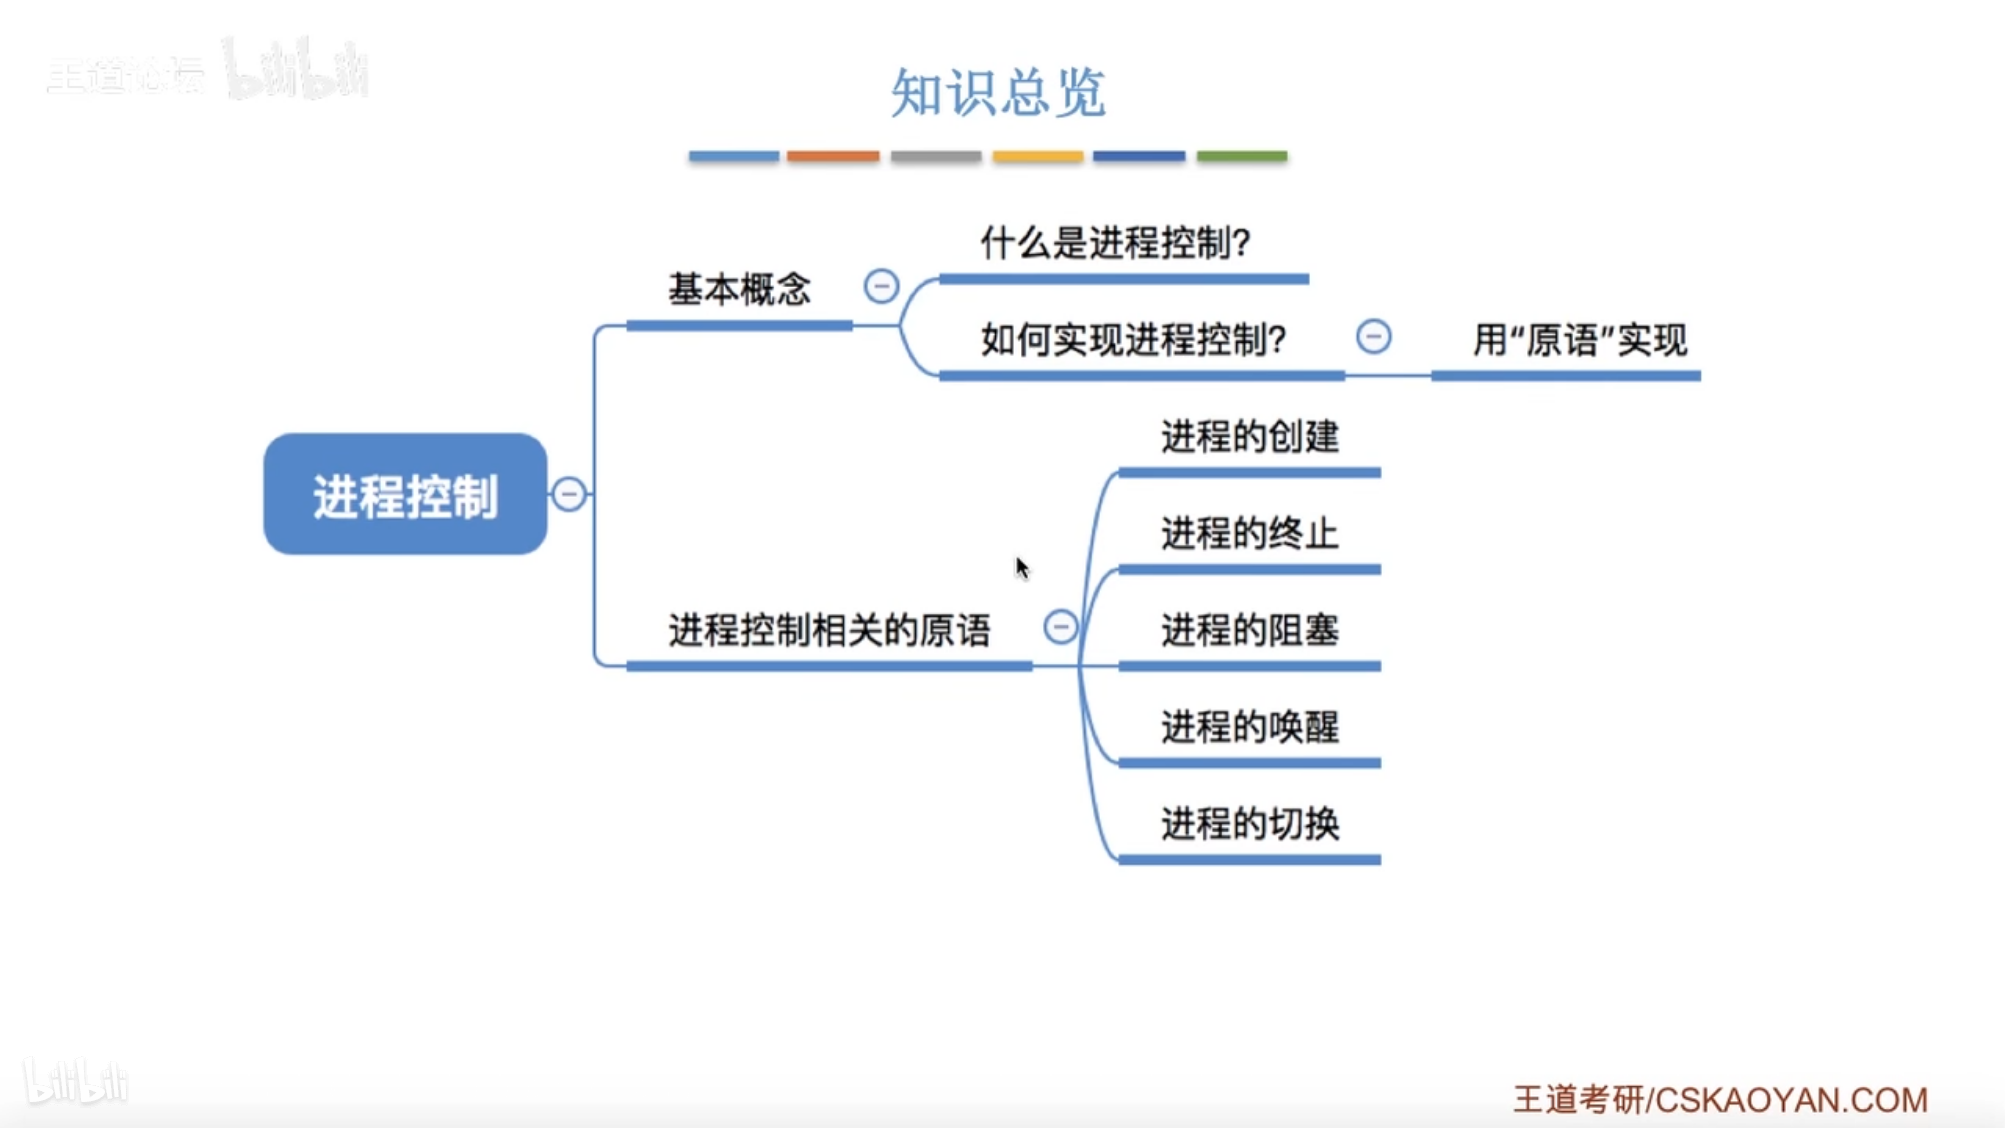 王道论坛 bilibili
知识总览
什么是进程控制?
基本概念
如何实现进程控制?
用“原语”实现
进程控制
进程的创建
进程的终止
进程控制相关的原语
进程的阻塞
进程的唤醒
进程的切换
bilibili
王道考研/CSKAOYAN.COM